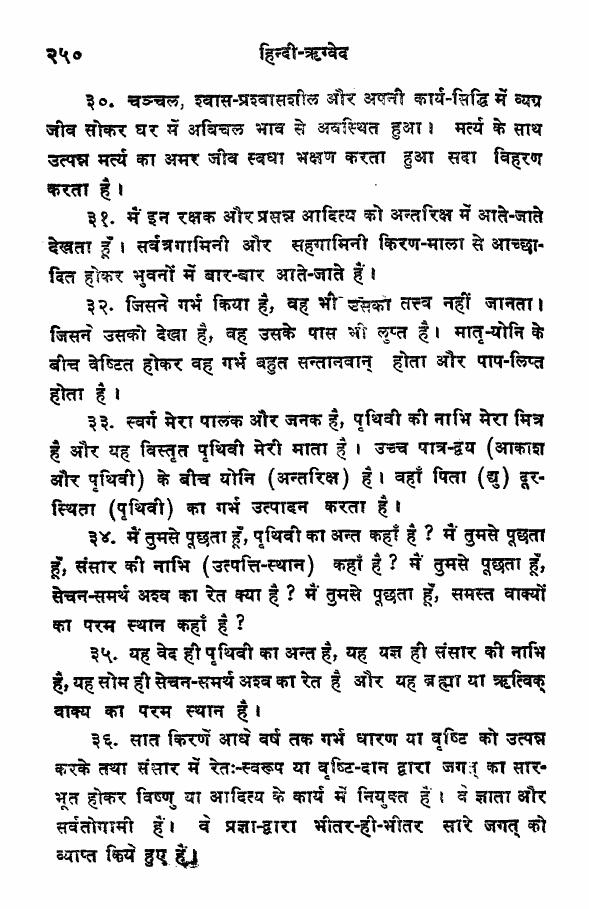 २५०
हिन्दी-ऋग्वेद
३०. चञ्चल, श्वास-प्रश्वासशील और अपनी कार्य-सिद्धि में व्यग्र
जीव सोकर घर में अविचल भाव से अवस्थित हुआ। मर्त्य के साथ
उत्पन्न मर्त्य का अमर जीव स्वधा भक्षण करता हुआ सदा विहरण
करता है।
३१. मैं इन रक्षक और प्रसन्न आदित्य को अन्तरिक्ष में आते-जाते
देखता हूँ। सर्वत्रगामिनी और सहगामिनी किरण-माला से आच्छा-
दित होकर भुवनों में बार-बार आते-जाते हैं।
३२. जिसने गर्भ किया है, वह भी उसका तत्त्व नहीं जानता।
जिसने उसको देखा है, वह उसके पास भी लुप्त है। मातृ-योनि के
बीच वेष्टित होकर वह गर्भ बहुत सन्तानवान् होता और पाप-लिप्त
होता है।
३३. स्वर्ग मेरा पालक और जनक है, पृथिवी की नाभि मेरा मित्र
है और यह विस्तृत पृथिवी मेरी माता है। उच्च पात्र-द्वय (आकाश
और पृथिवी) के बीच योनि (अन्तरिक्ष) है। वहाँ पिता (द्यु) दूर-
स्थिता (पृथिवी) का गर्भ उत्पादन करता है।
३४. मैं तुमसे पूछता हूँ, पृथिवी का अन्त कहाँ है? मैं तुमसे पूछता
हूँ, संसार की नाभि (उत्पत्ति-स्थान) कहाँ है? मैं तुमसे पूछता हूँ,
सेचन-समर्थ अश्व का रेत क्या है? मैं तुमसे पूछता हूँ, समस्त वाक्यों
का परम स्थान कहाँ है?
३५. यह वेद ही पृथिवी का अन्त है, यह यज्ञ ही संसार की नाभि
है, यह सोम ही सेचन-समर्थ अश्व का रेत है और यह ब्रह्मा या ऋत्विक्
वाक्य का परम स्थान है।
३६. सात किरणें आधे वर्ष तक गर्भ धारण या वृष्टि को उत्पन्न
करके तथा संसार में रेतः-स्वरूप या वृष्टि-दान द्वारा जगत् का सार-
भूत होकर विष्णु या आदित्य के कार्य में नियुक्त हैं। वे ज्ञाता और
सर्वतोगामी हैं। वे प्रज्ञा-द्वारा भीतर-ही-भीतर सारे जगत् को
व्याप्त किये हुए हैं।